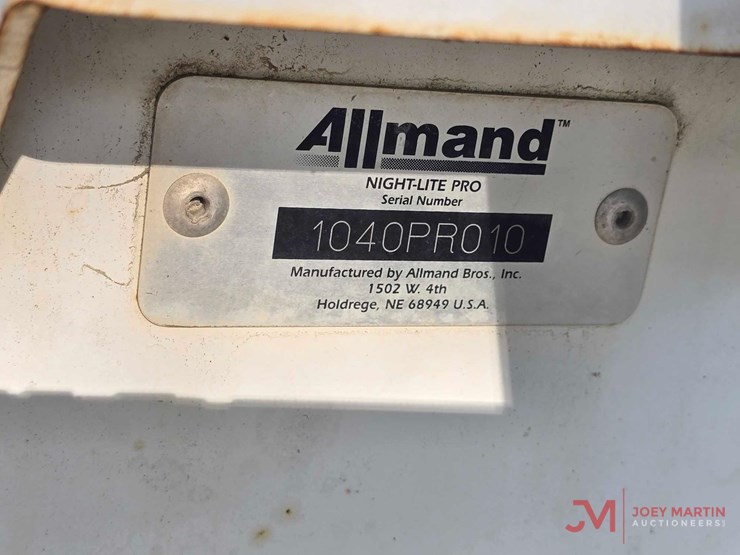 Allmand™
NIGHT-LITE PRO
Serial Number
1040PR010
Manufactured by Allmand Bros., Inc.
1502 W. 4th
Holdrege, NE 68949 U.S.A.
JM
JOEY MARTIN
AUCTIONEERS